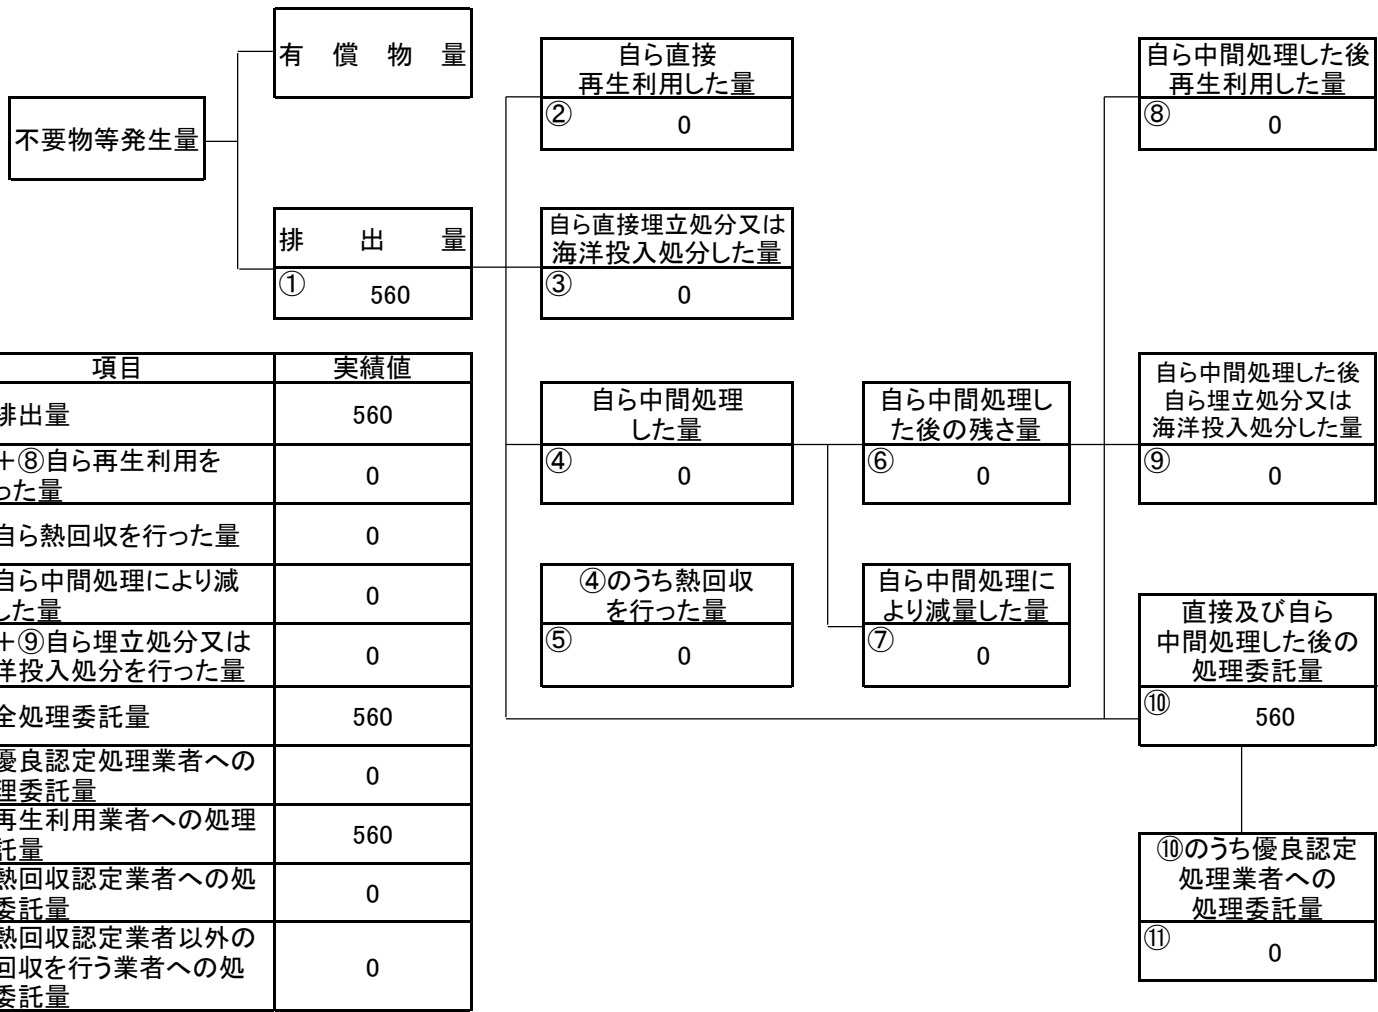 有償物量
不要物等発生量
排出量
①
560
自ら直接
再生利用した量
②
0
自ら直接埋立処分又は
海洋投入処分した量
③
0
自ら中間処理
した量
④
0
④のうち熱回収
を行った量
⑤
0
自ら中間処理し
た後の残さ量
⑥
0
自ら中間処理に
より減量した量
⑦
0
自ら中間処理した後
再生利用した量
⑧
0
自ら中間処理した後
自ら埋立処分又は
海洋投入処分した量
⑨
0
直接及び自ら
中間処理した後の
処理委託量
⑩
560
⑩のうち優良認定
処理業者への
処理委託量
⑪
0
項目 実績値
排出量 560
+⑧自ら再生利用を
った量
0
自ら熱回収を行った量 0
自ら中間処理により減
した量
0
+⑨自ら埋立処分又は
洋投入処分を行った量
0
全処理委託量 560
優良認定処理業者への
理委託量
0
再生利用業者への処理
託量
560
熱回収認定業者への処
委託量
0
熱回収認定業者以外の
回収を行う業者への処
委託量
0